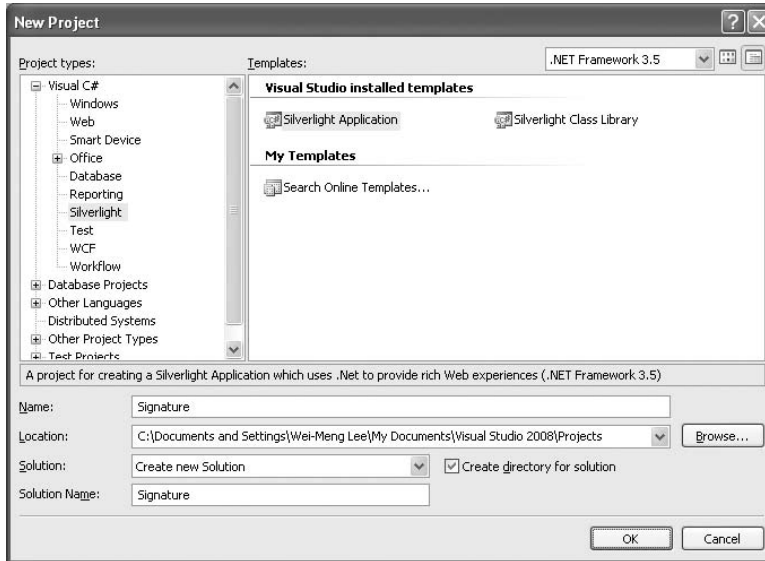 New Project
Project types:
Templates:
.NET Framework 3.5
Visual C#
Windows
Web
Smart Device
Office
Database
Reporting
Silverlight
Test
WCF
Workflow
Database Projects
Other Languages
Distributed Systems
Other Project Types
Test Projects
Visual Studio installed templates
Silverlight Application
Silverlight Class Library
My Templates
Search Online Templates...
A project for creating a Silverlight Application which uses .Net to provide rich Web experiences (.NET Framework 3.5)
Name:
Signature
Location:
C:\Documents and Settings\Wei-Meng Lee\My Documents\Visual Studio 2008\Projects
Browse...
Solution:
Create new Solution
Create directory for solution
Solution Name:
Signature
OK
Cancel